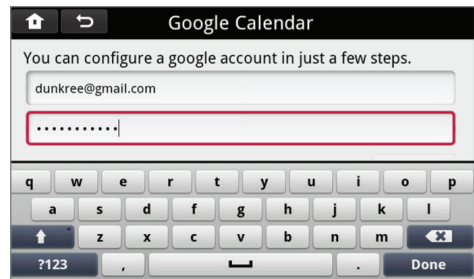 Google Calendar
You can configure a google account in just a few steps.
dunkree@gmail.com
•••••••••••
q w e r t y u i o p
a s d f g h j k l
z x c v b n m
?123 , . Done